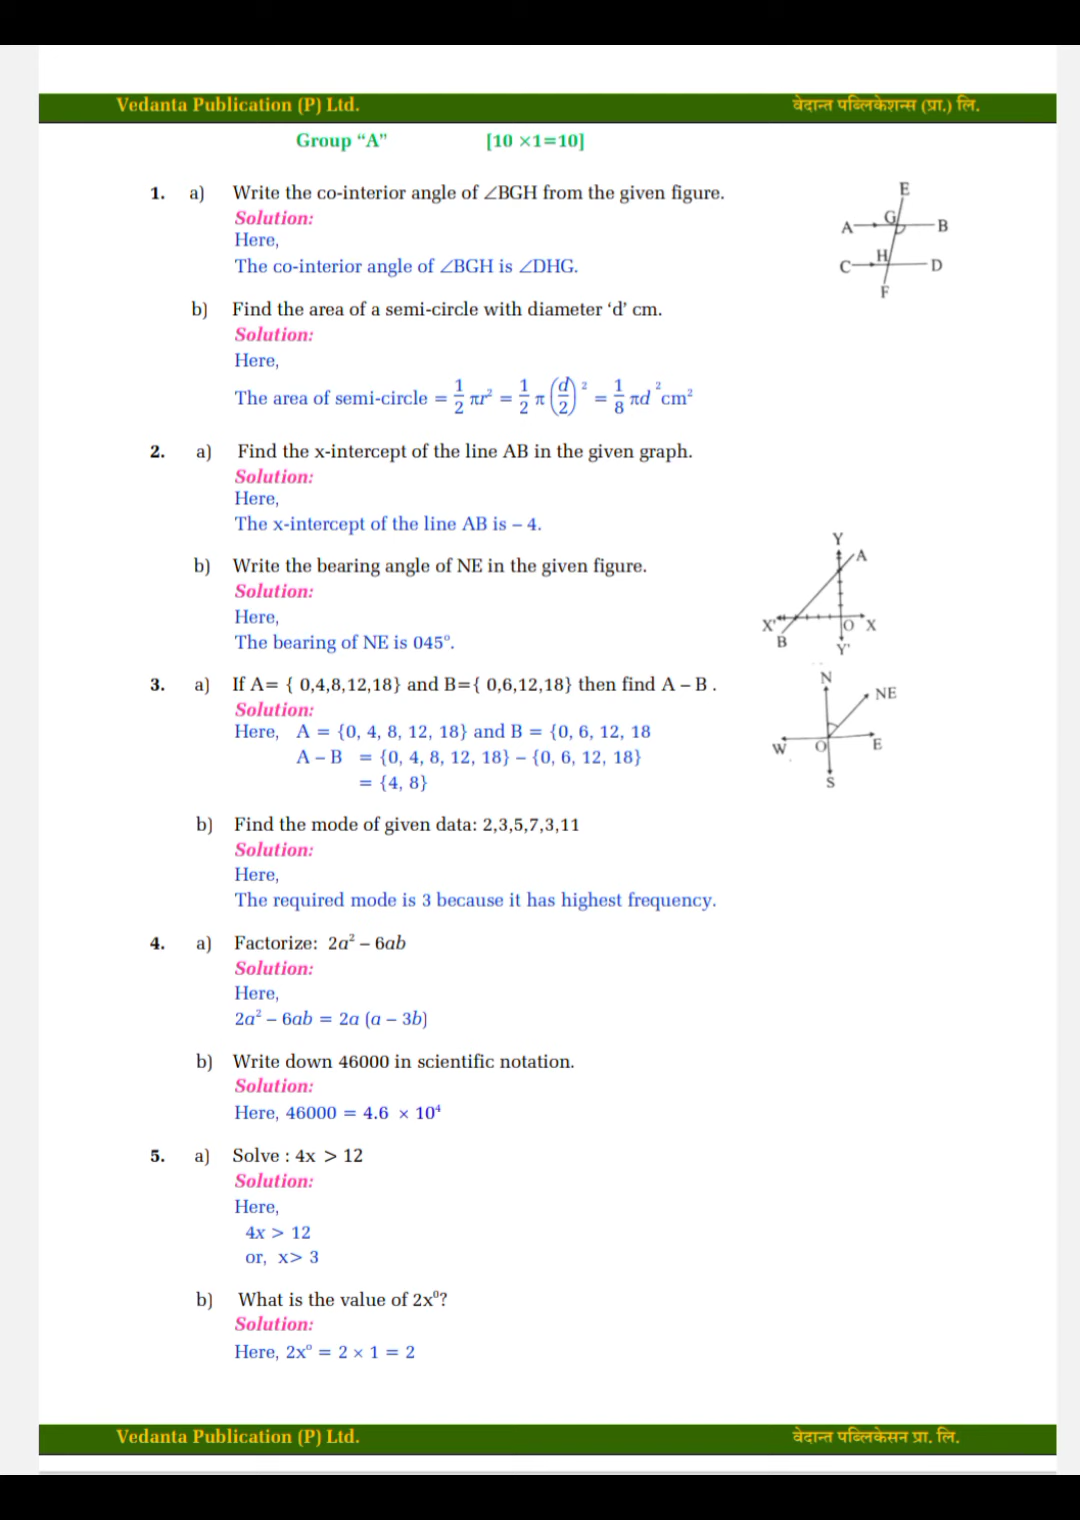 Vedanta Publication (P) Ltd. वेदान्त पब्लिकेशन्स (प्रा.) लि.
Group “A” [10 ×1=10]
1. a) Write the co-interior angle of ∠BGH from the given figure.
Solution:
Here,
The co-interior angle of ∠BGH is ∠DHG.
E
G
A B
H
C D
F
b) Find the area of a semi-circle with diameter ‘d’ cm.
Solution:
Here,
The area of semi-circle = 1/2 πr² = 1/2 π (d/2)² = 1/8 πd² cm²
2. a) Find the x-intercept of the line AB in the given graph.
Solution:
Here,
The x-intercept of the line AB is – 4.
b) Write the bearing angle of NE in the given figure.
Solution:
Here,
The bearing of NE is 045°.
Y
A
X' O X
B Y'
3. a) If A= { 0,4,8,12,18} and B={ 0,6,12,18} then find A – B .
Solution:
Here, A = {0, 4, 8, 12, 18} and B = {0, 6, 12, 18
A – B = {0, 4, 8, 12, 18} – {0, 6, 12, 18}
= {4, 8}
N
NE
W O E
S
b) Find the mode of given data: 2,3,5,7,3,11
Solution:
Here,
The required mode is 3 because it has highest frequency.
4. a) Factorize: 2a² – 6ab
Solution:
Here,
2a² – 6ab = 2a (a – 3b)
b) Write down 46000 in scientific notation.
Solution:
Here, 46000 = 4.6 × 10⁴
5. a) Solve : 4x > 12
Solution:
Here,
4x > 12
or, x> 3
b) What is the value of 2x⁰?
Solution:
Here, 2x⁰ = 2 × 1 = 2
Vedanta Publication (P) Ltd. वेदान्त पब्लिकेसन प्रा. लि.